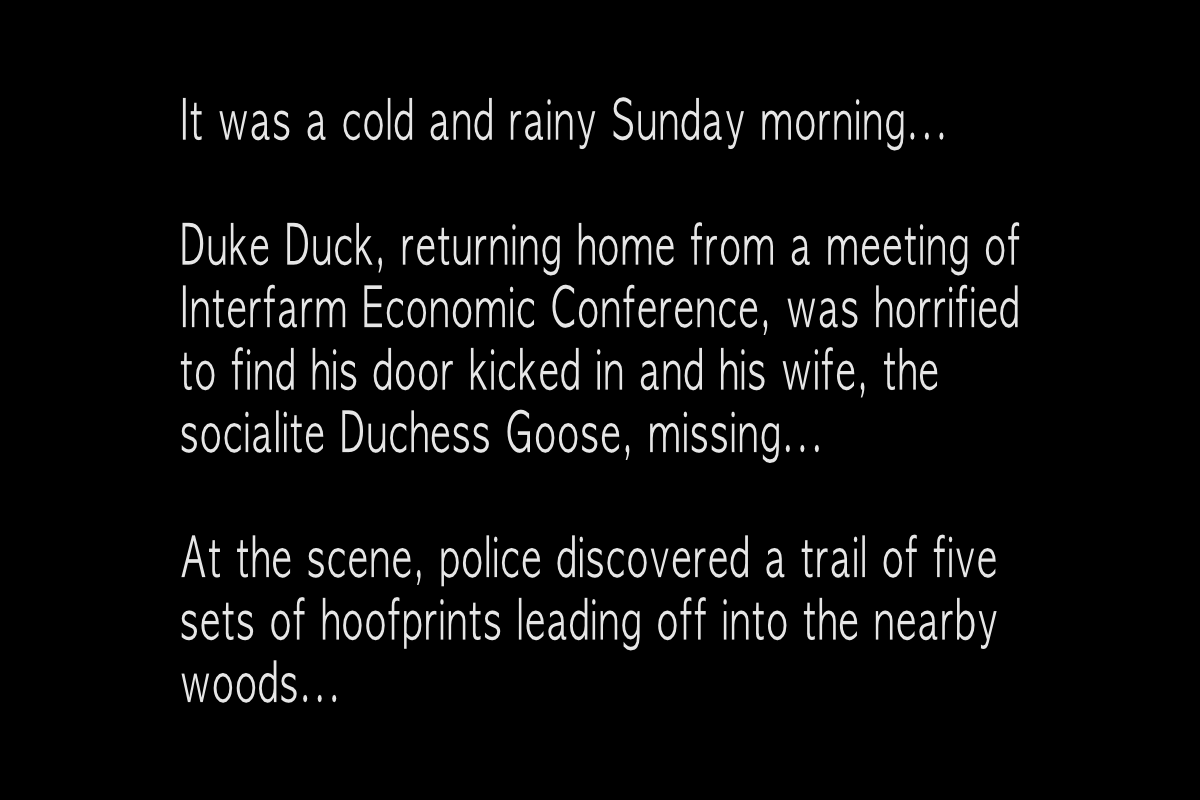 It was a cold and rainy Sunday morning...
Duke Duck, returning home from a meeting of
Interfarm Economic Conference, was horrified
to find his door kicked in and his wife, the
socialite Duchess Goose, missing...
At the scene, police discovered a trail of five
sets of hoofprints leading off into the nearby
woods...